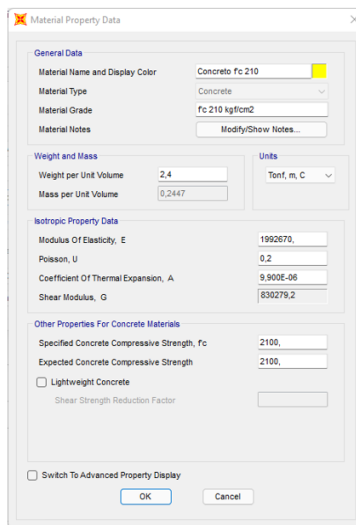 Material Property Data
General Data
Material Name and Display Color Concreto f'c 210
Material Type Concrete
Material Grade f'c 210 kgf/cm2
Material Notes Modify/Show Notes...
Weight and Mass Units
Weight per Unit Volume 2,4 Tonf, m, C
Mass per Unit Volume 0,2447
Isotropic Property Data
Modulus Of Elasticity, E 1992670,
Poisson, U 0,2
Coefficient Of Thermal Expansion, A 9,900E-06
Shear Modulus, G 830279,2
Other Properties For Concrete Materials
Specified Concrete Compressive Strength, f'c 2100,
Expected Concrete Compressive Strength 2100,
Lightweight Concrete
Shear Strength Reduction Factor
Switch To Advanced Property Display
OK Cancel